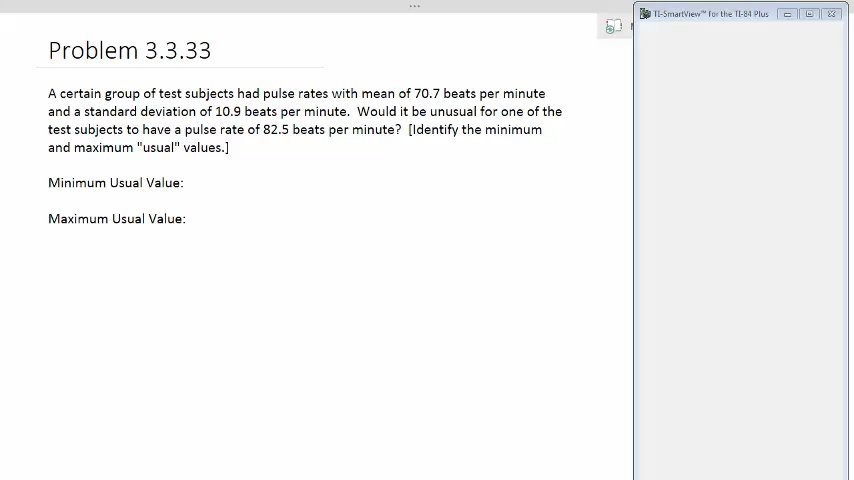 ...
TI-SmartView™ for the TI-84 Plus
Problem 3.3.33
A certain group of test subjects had pulse rates with mean of 70.7 beats per minute
and a standard deviation of 10.9 beats per minute.  Would it be unusual for one of the
test subjects to have a pulse rate of 82.5 beats per minute?  [Identify the minimum
and maximum "usual" values.]
Minimum Usual Value:
Maximum Usual Value: